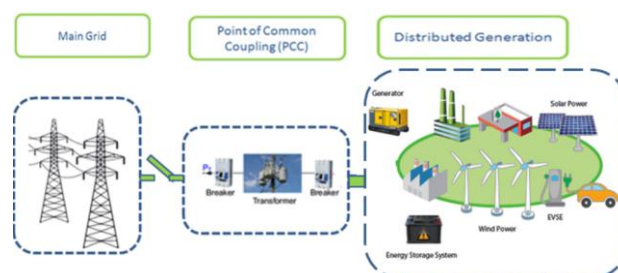 Main Grid
Point of Common
Coupling (PCC)
Distributed Generation
Generator
Solar Power
Breaker
Transformer
Breaker
Wind Power
EVSE
Energy Storage System